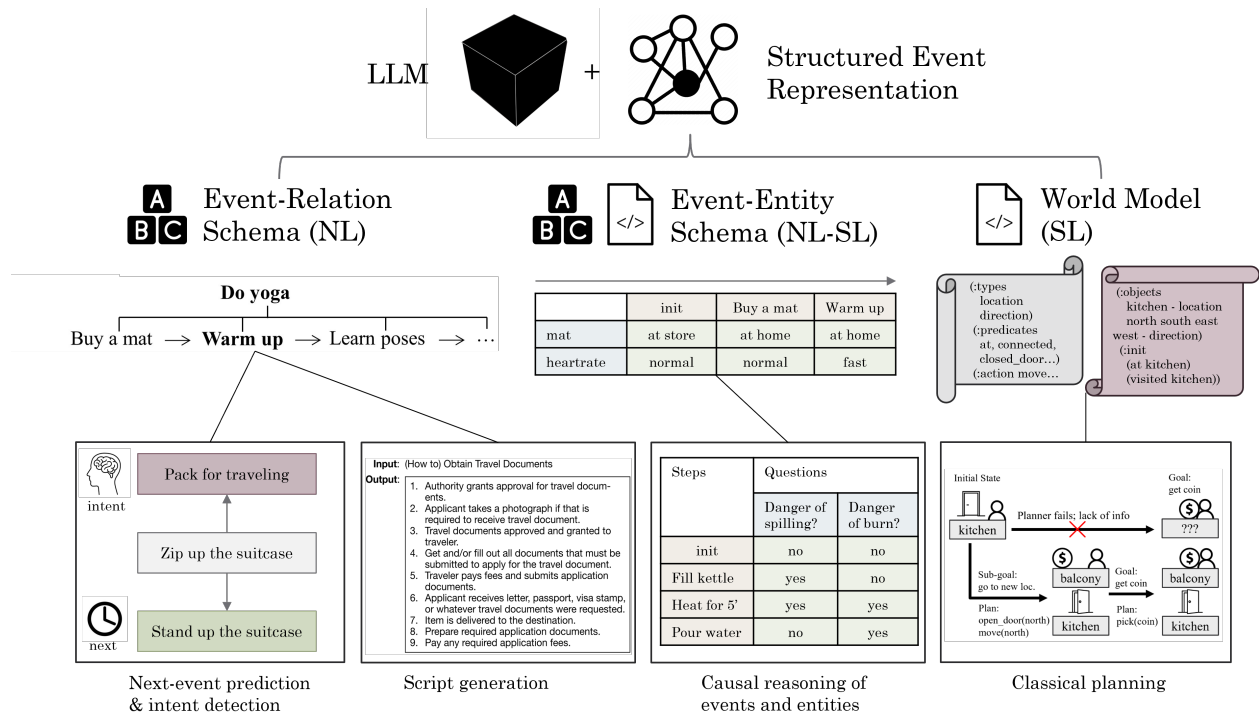 LLM
+
Structured Event
Representation
A
B C
Event-Relation
Schema (NL)
A
B C
</>
Event-Entity
Schema (NL-SL)
</>
World Model
(SL)
Do yoga
Buy a mat → Warm up → Learn poses → ...
init Buy a mat Warm up
mat at store at home at home
heartrate normal normal fast
(:types
location
direction)
(:predicates
at, connected,
closed_door...)
(:action move...
(:objects
kitchen - location
north south east
west - direction)
(:init
(at kitchen)
(visited kitchen))
intent
Pack for traveling
Zip up the suitcase
next
Stand up the suitcase
Next-event prediction
& intent detection
Input: (How to) Obtain Travel Documents
Output:
1. Authority grants approval for travel docum-
ents.
2. Applicant takes a photograph if that is
required to receive travel document.
3. Travel documents approved and granted to
traveler.
4. Get and/or fill out all documents that must be
submitted to apply for the travel document.
5. Traveler pays fees and submits application
documents.
6. Applicant receives letter, passport, visa stamp,
or whatever travel documents were requested.
7. Item is delivered to the destination.
8. Prepare required application documents.
9. Pay any required application fees.
Script generation
Steps Questions
Danger of
spilling?
Danger
of burn?
init no no
Fill kettle yes no
Heat for 5' yes yes
Pour water no yes
Causal reasoning of
events and entities
Initial State
kitchen
Planner fails; lack of info
Goal:
get coin
$
???
Sub-goal:
go to new loc.
Plan:
open_door(north)
move(north)
$
balcony
kitchen
Goal:
get coin
Plan:
pick(coin)
$
balcony
kitchen
Classical planning